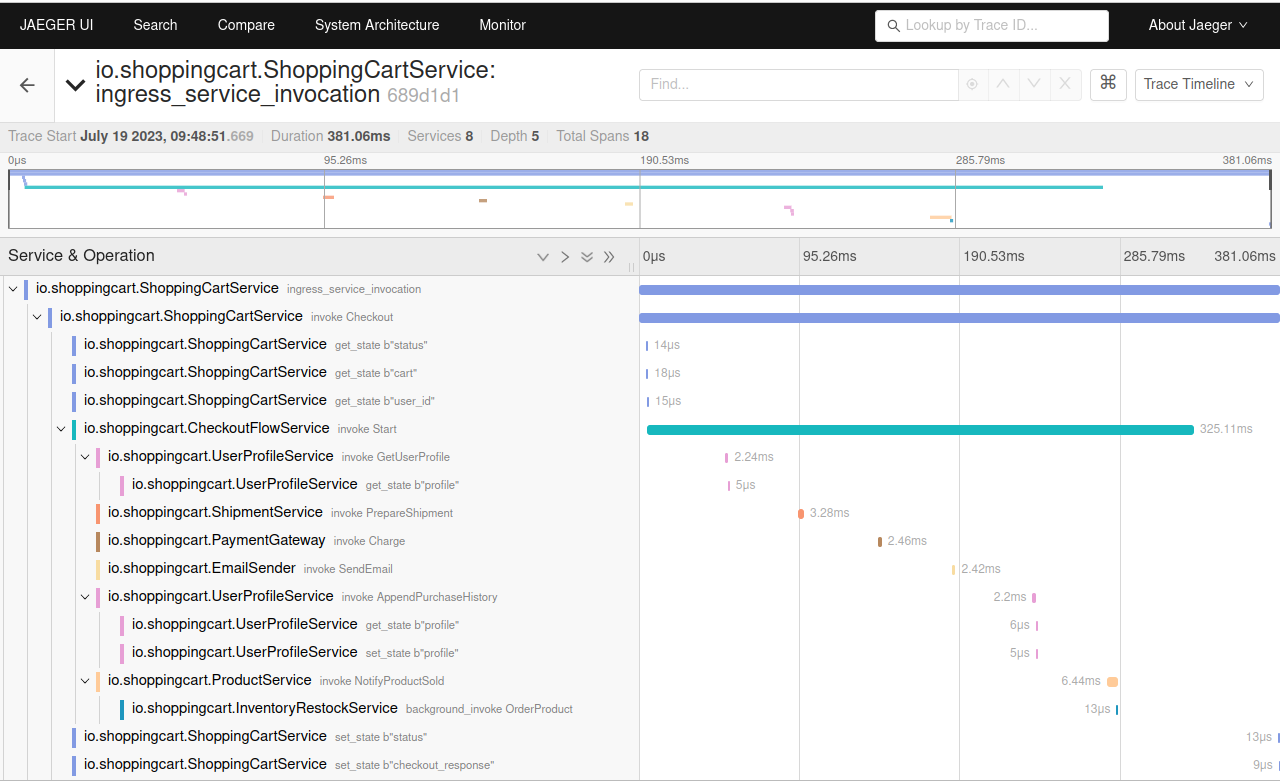 JAEGER UI Search Compare System Architecture Monitor Lookup by Trace ID... About Jaeger
io.shoppingcart.ShoppingCartService:
ingress_service_invocation 689d1d1
Find... ⌘ Trace Timeline
Trace Start July 19 2023, 09:48:51.669 Duration 381.06ms Services 8 Depth 5 Total Spans 18
0μs 95.26ms 190.53ms 285.79ms 381.06ms
Service & Operation 0μs 95.26ms 190.53ms 285.79ms 381.06ms
io.shoppingcart.ShoppingCartService ingress_service_invocation
io.shoppingcart.ShoppingCartService invoke Checkout
io.shoppingcart.ShoppingCartService get_state b"status" 14μs
io.shoppingcart.ShoppingCartService get_state b"cart" 18μs
io.shoppingcart.ShoppingCartService get_state b"user_id" 15μs
io.shoppingcart.CheckoutFlowService invoke Start 325.11ms
io.shoppingcart.UserProfileService invoke GetUserProfile 2.24ms
io.shoppingcart.UserProfileService get_state b"profile" 5μs
io.shoppingcart.ShipmentService invoke PrepareShipment 3.28ms
io.shoppingcart.PaymentGateway invoke Charge 2.46ms
io.shoppingcart.EmailSender invoke SendEmail 2.42ms
io.shoppingcart.UserProfileService invoke AppendPurchaseHistory 2.2ms
io.shoppingcart.UserProfileService get_state b"profile" 6μs
io.shoppingcart.UserProfileService set_state b"profile" 5μs
io.shoppingcart.ProductService invoke NotifyProductSold 6.44ms
io.shoppingcart.InventoryRestockService background_invoke OrderProduct 13μs
io.shoppingcart.ShoppingCartService set_state b"status" 13μs
io.shoppingcart.ShoppingCartService set_state b"checkout_response" 9μs